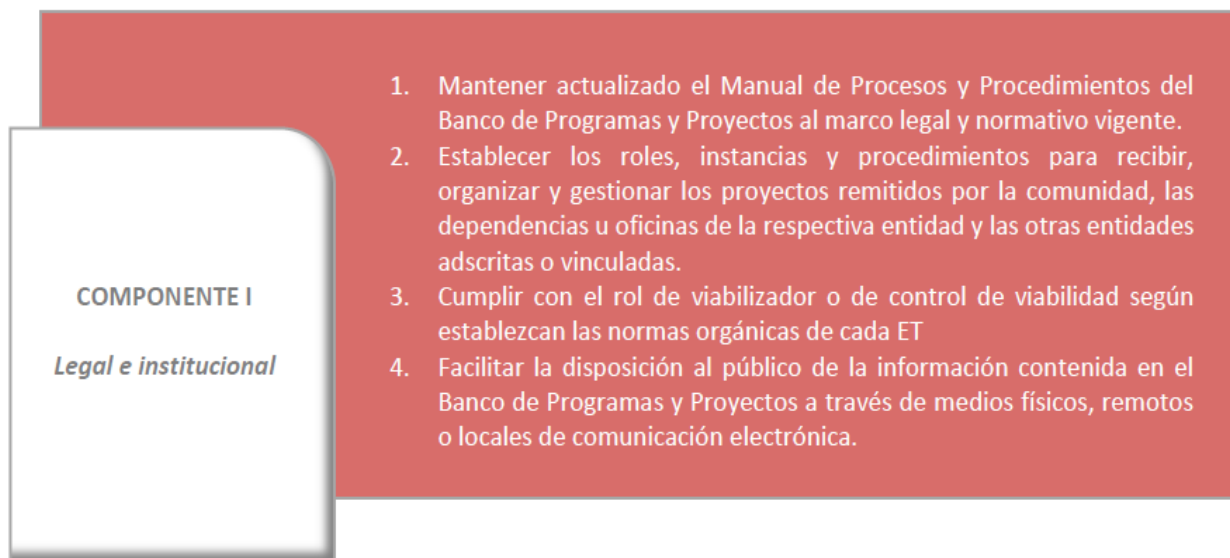 COMPONENTE I
Legal e institucional
1. Mantener actualizado el Manual de Procesos y Procedimientos del
Banco de Programas y Proyectos al marco legal y normativo vigente.
2. Establecer los roles, instancias y procedimientos para recibir,
organizar y gestionar los proyectos remitidos por la comunidad, las
dependencias u oficinas de la respectiva entidad y las otras entidades
adscritas o vinculadas.
3. Cumplir con el rol de viabilizador o de control de viabilidad según
establezcan las normas orgánicas de cada ET
4. Facilitar la disposición al público de la información contenida en el
Banco de Programas y Proyectos a través de medios físicos, remotos
o locales de comunicación electrónica.